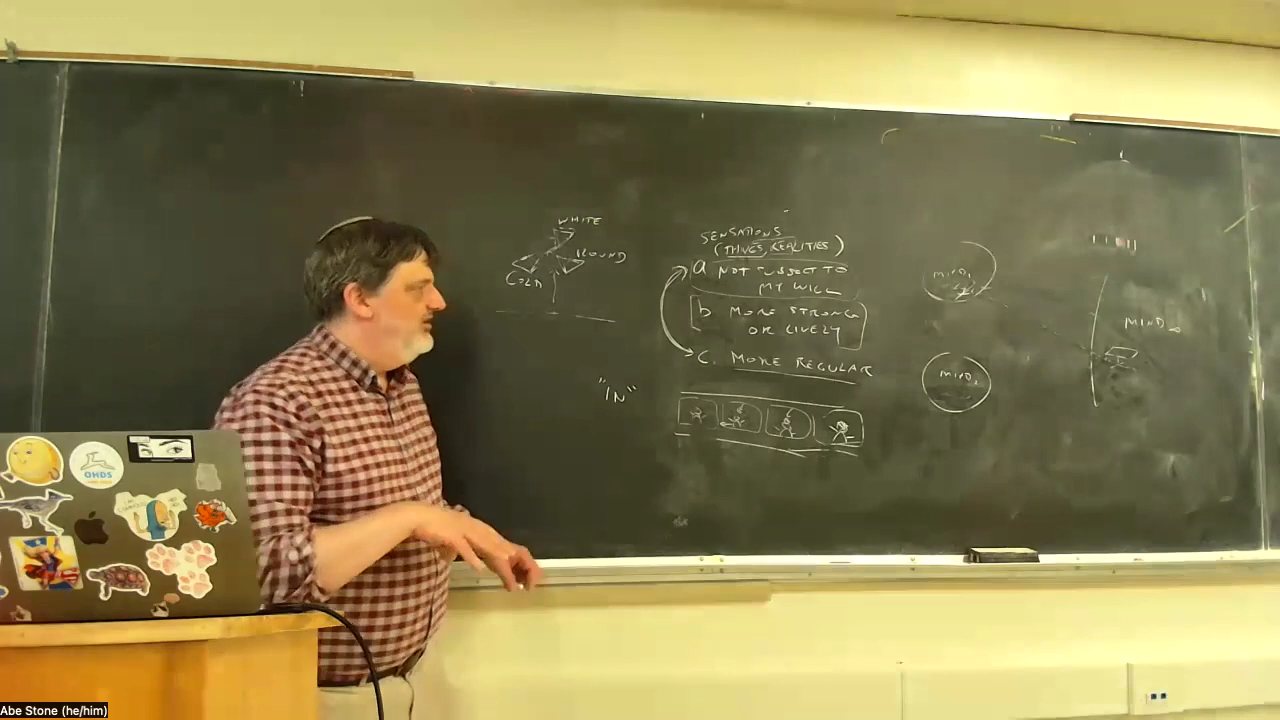 WHITE
ROUND
COLD
"IN"
SENSATIONS
(THINGS, REALITIES)
a NOT SUBJECT TO
MY WILL
b MORE STRONG
OR LIVELY
C. MORE REGULAR
MIND,
MIND
OHDS
Abe Stone (he/him)